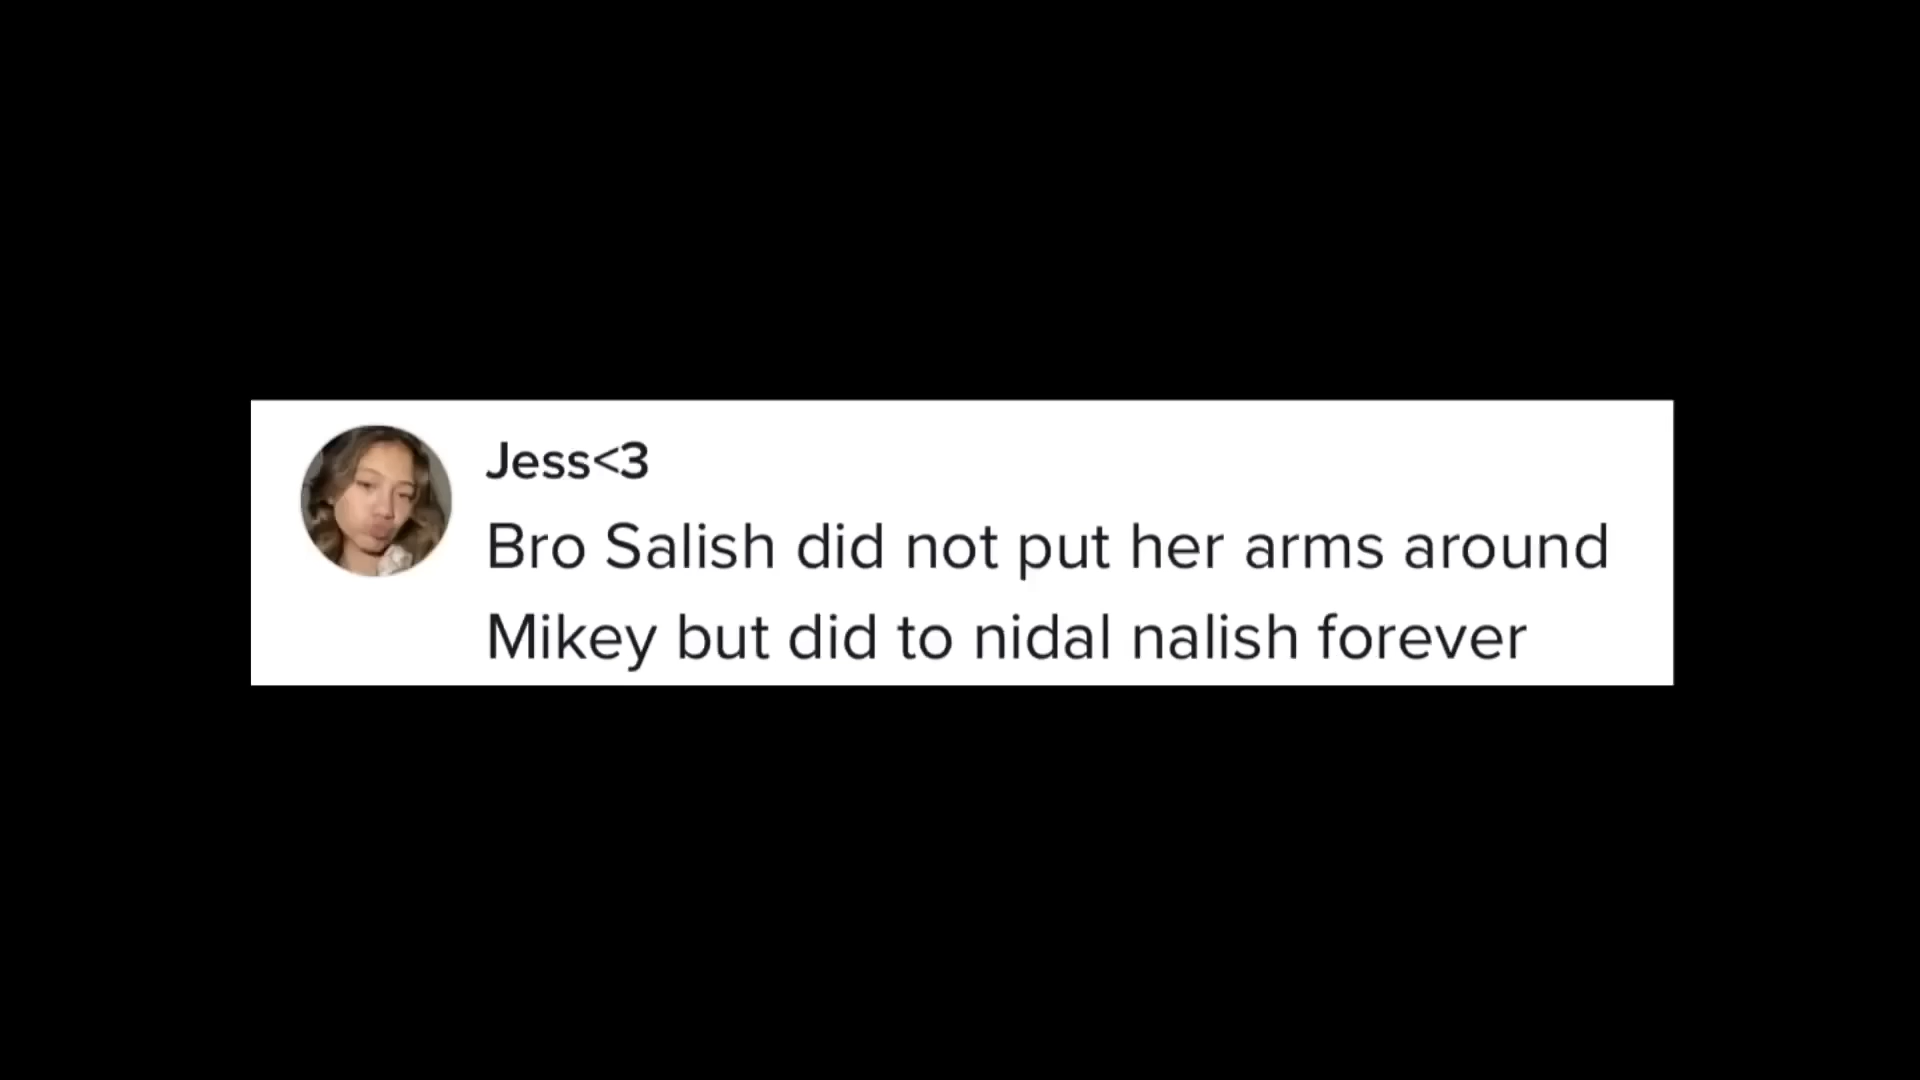 Jess<3
Bro Salish did not put her arms around
Mikey but did to nidal nalish forever